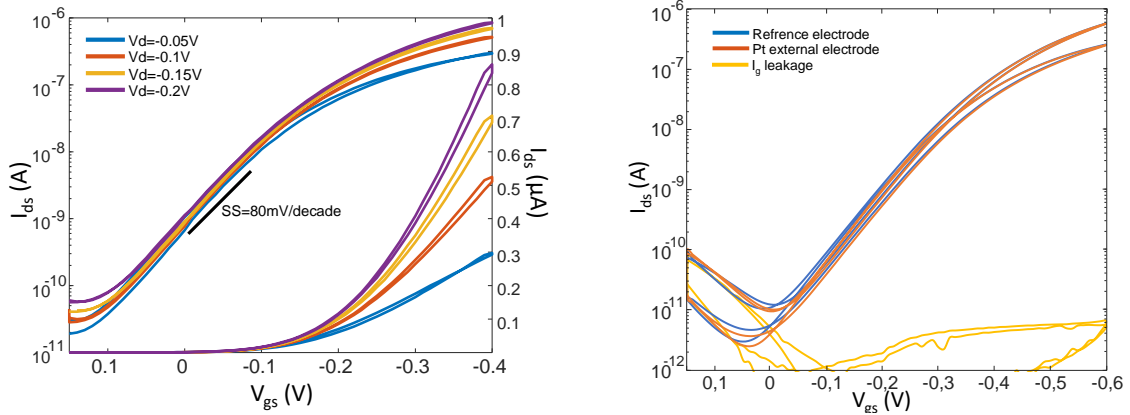 10⁻⁶
10⁻⁷
10⁻⁸
10⁻⁹
10⁻¹⁰
10⁻¹¹
I_ds (A)
Vd=-0.05V
Vd=-0.1V
Vd=-0.15V
Vd=-0.2V
SS=80mV/decade
1
0.9
0.8
0.7
0.6
0.5
0.4
0.3
0.2
0.1
I_ds (µA)
0.1 0 -0.1 -0.2 -0.3 -0.4
V_gs (V)
10⁻⁶
10⁻⁷
10⁻⁸
10⁻⁹
10⁻¹⁰
10⁻¹¹
10⁻¹²
I_ds (A)
Refrence electrode
Pt external electrode
I_g leakage
0,1 0 -0,1 -0,2 -0,3 -0,4 -0,5 -0,6
V_gs (V)